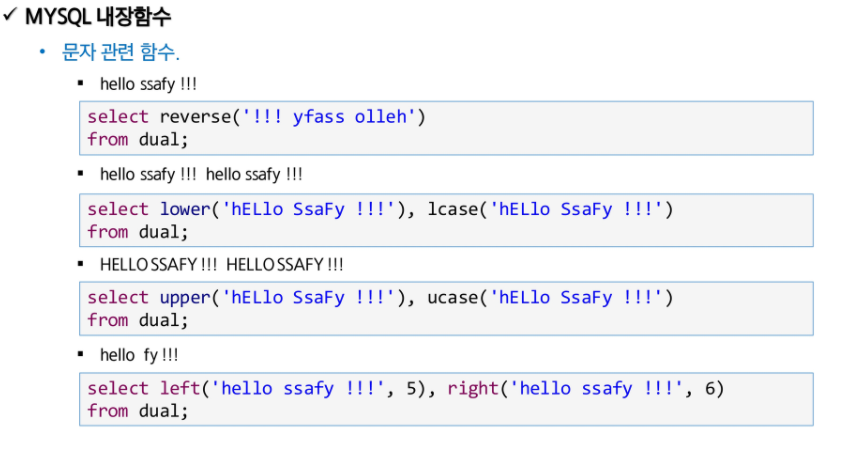 ✓ MYSQL 내장함수
• 문자 관련 함수.
▪ hello ssafy !!!
select reverse('!!! yfass olleh')
from dual;
▪ hello ssafy !!! hello ssafy !!!
select lower('hELlo SsaFy !!!'), lcase('hELlo SsaFy !!!')
from dual;
▪ HELLO SSAFY !!! HELLO SSAFY !!!
select upper('hELlo SsaFy !!!'), ucase('hELlo SsaFy !!!')
from dual;
▪ hello fy !!!
select left('hello ssafy !!!', 5), right('hello ssafy !!!', 6)
from dual;